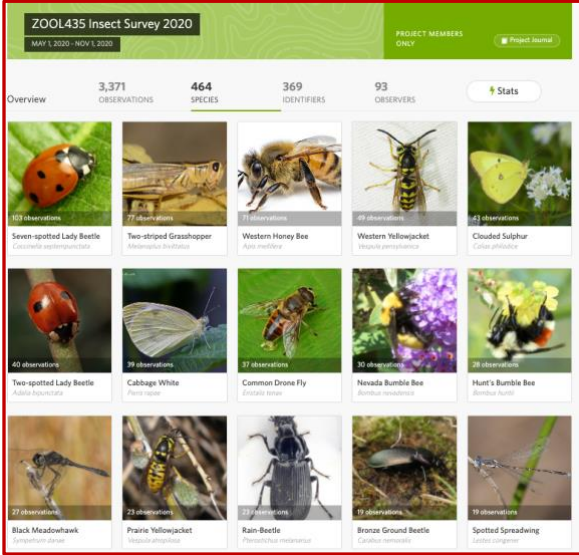 ZOOL435 Insect Survey 2020
MAY 1, 2020 - NOV 1, 2020
PROJECT MEMBERS
ONLY
Project Journal
Overview
3,371
OBSERVATIONS
464
SPECIES
369
IDENTIFIERS
93
OBSERVERS
Stats
103 observations
Seven-spotted Lady Beetle
Coccinella septempunctata
77 observations
Two-striped Grasshopper
Melanoplus bivittatus
71 observations
Western Honey Bee
Apis mellifera
49 observations
Western Yellowjacket
Vespula pensylvanica
43 observations
Clouded Sulphur
Colias philodice
40 observations
Two-spotted Lady Beetle
Adalia bipunctata
39 observations
Cabbage White
Pieris rapae
37 observations
Common Drone Fly
Eristalis tenax
30 observations
Nevada Bumble Bee
Bombus nevadensis
28 observations
Hunt's Bumble Bee
Bombus huntii
27 observations
Black Meadowhawk
Sympetrum danae
23 observations
Prairie Yellowjacket
Vespula atropilosa
23 observations
Rain-Beetle
Pterostichus melanarius
19 observations
Bronze Ground Beetle
Carabus nemoralis
19 observations
Spotted Spreadwing
Lestes congener